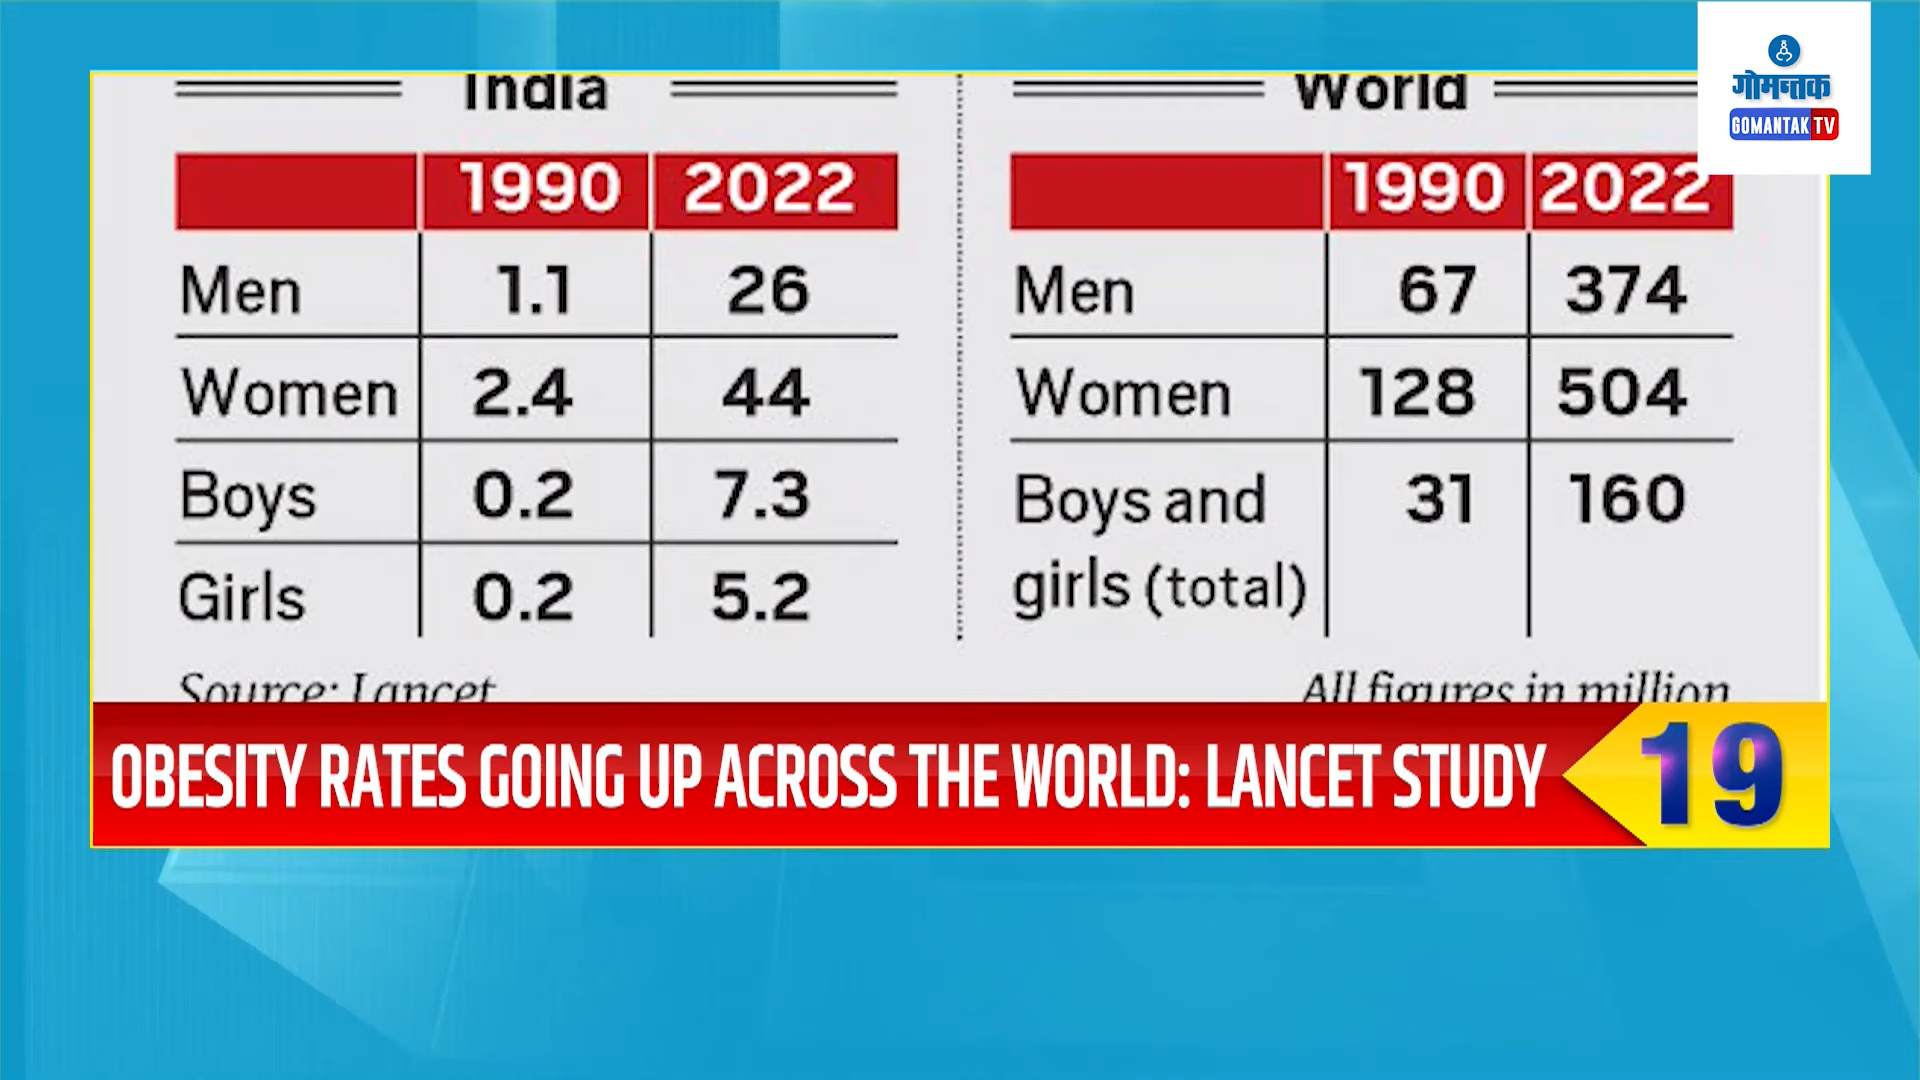 India
1990 2022
Men 1.1 26
Women 2.4 44
Boys 0.2 7.3
Girls 0.2 5.2
Source: Lancet
World
1990 2022
Men 67 374
Women 128 504
Boys and 31 160
girls (total)
All figures in million
OBESITY RATES GOING UP ACROSS THE WORLD: LANCET STUDY
19
गोमन्तक
GOMANTAK TV